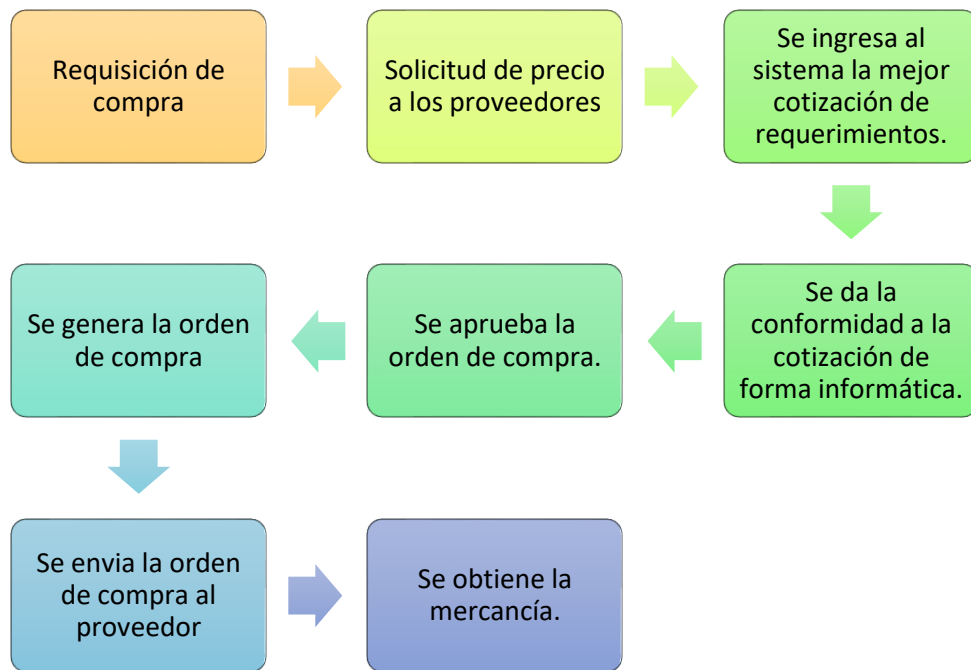 Requisición de
compra
Solicitud de precio
a los proveedores
Se ingresa al
sistema la mejor
cotización de
requerimientos.
Se da la
conformidad a la
cotización de
forma informática.
Se aprueba la
orden de compra.
Se genera la orden
de compra
Se envia la orden
de compra al
proveedor
Se obtiene la
mercancía.